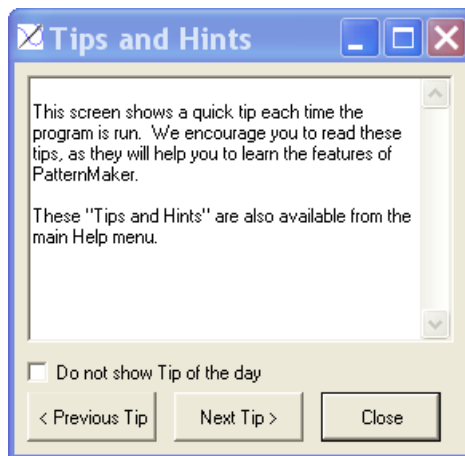 Tips and Hints
This screen shows a quick tip each time the
program is run.  We encourage you to read these
tips, as they will help you to learn the features of
PatternMaker.
These "Tips and Hints" are also available from the
main Help menu.
Do not show Tip of the day
< Previous Tip
Next Tip >
Close